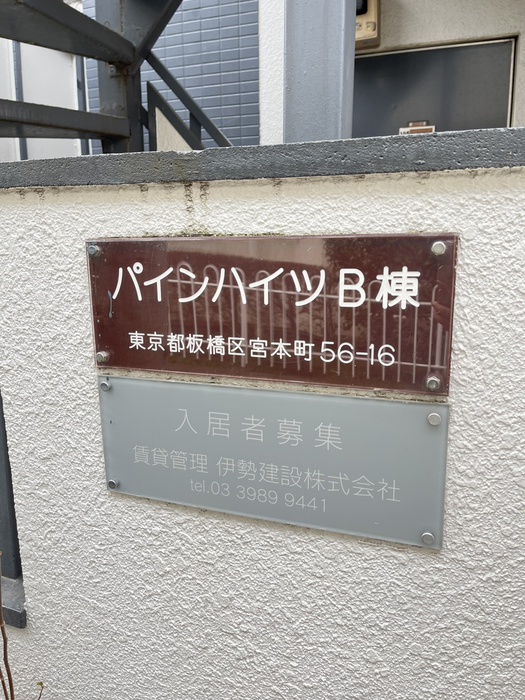 パインハイツB棟
東京都板橋区宮本町56-16
入居者募集
賃貸管理 伊勢建設株式会社
tel.03 3989 9441